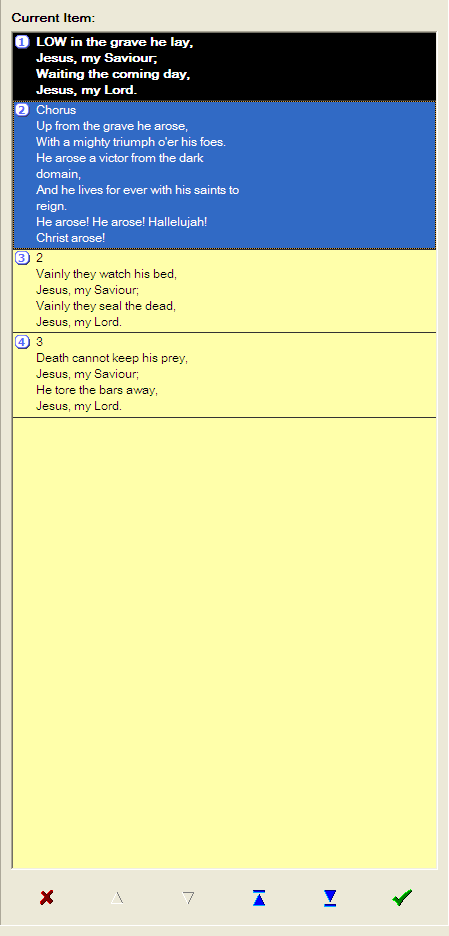 Current Item:
1 LOW in the grave he lay,
Jesus, my Saviour;
Waiting the coming day,
Jesus, my Lord.
2 Chorus
Up from the grave he arose,
With a mighty triumph o'er his foes.
He arose a victor from the dark
domain,
And he lives for ever with his saints to
reign.
He arose! He arose! Hallelujah!
Christ arose!
3 2
Vainly they watch his bed,
Jesus, my Saviour;
Vainly they seal the dead,
Jesus, my Lord.
4 3
Death cannot keep his prey,
Jesus, my Saviour;
He tore the bars away,
Jesus, my Lord.